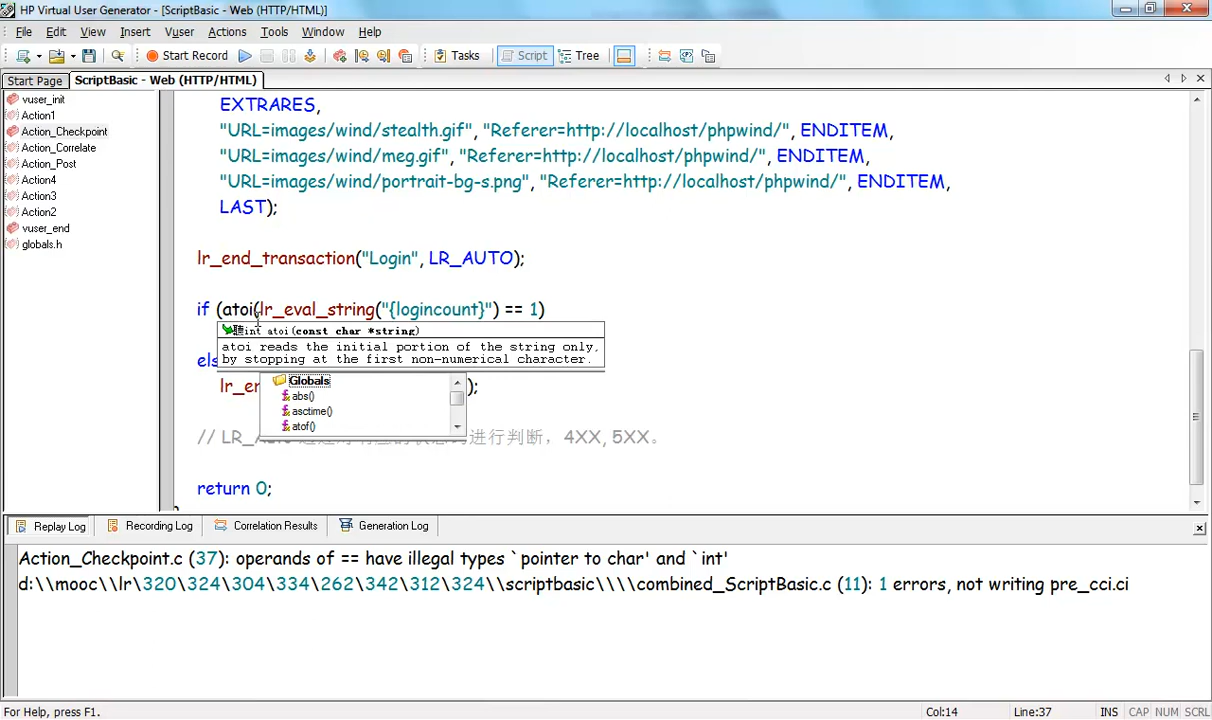 HP Virtual User Generator - [ScriptBasic - Web (HTTP/HTML)]
File Edit View Insert Vuser Actions Tools Window Help
Start Record Tasks Script Tree
Start Page ScriptBasic - Web (HTTP/HTML)
vuser_init
Action1
Action_Checkpoint
Action_Correlate
Action_Post
Action4
Action3
Action2
vuser_end
globals.h
EXTRARES,
"URL=images/wind/stealth.gif", "Referer=http://localhost/phpwind/", ENDITEM,
"URL=images/wind/meg.gif", "Referer=http://localhost/phpwind/", ENDITEM,
"URL=images/wind/portrait-bg-s.png", "Referer=http://localhost/phpwind/", ENDITEM,
LAST);
lr_end_transaction("Login", LR_AUTO);
if (atoi(lr_eval_string("{logincount}") == 1)
int atoi(const char *string)
atoi reads the initial portion of the string only,
by stopping at the first non-numerical character.
els
Globals
lr_er );
abs()
asctime()
atof()
// LR_ 进行判断，4XX, 5XX。
return 0;
Replay Log Recording Log Correlation Results Generation Log
Action_Checkpoint.c (37): operands of == have illegal types `pointer to char' and `int'
d:\\mooc\\lr\320\324\304\334\262\342\312\324\\scriptbasic\\\\combined_ScriptBasic.c (11): 1 errors, not writing pre_cci.ci
For Help, press F1. Col:14 Line:37 INS CAP NUM SCRL